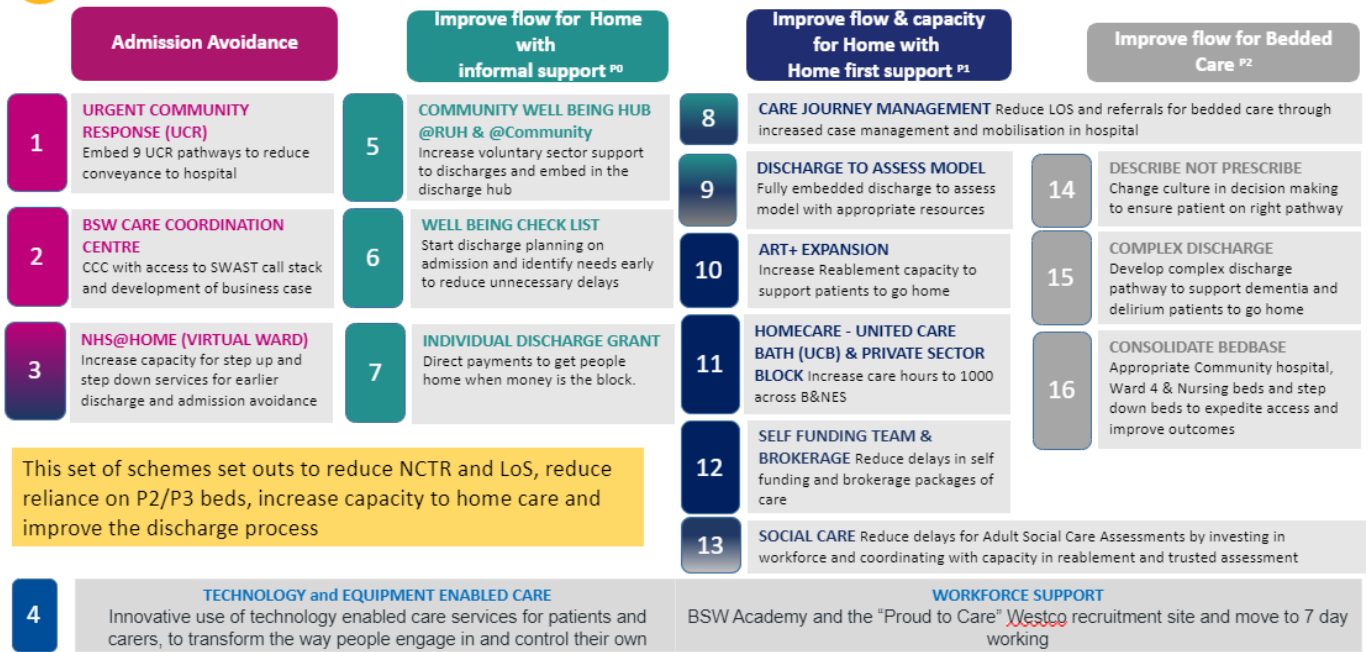 Admission Avoidance
Improve flow for Home
with
informal support P0
Improve flow & capacity
for Home with
Home first support P1
Improve flow for Bedded
Care P2
1
URGENT COMMUNITY
RESPONSE (UCR)
Embed 9 UCR pathways to reduce
conveyance to hospital
2
BSW CARE COORDINATION
CENTRE
CCC with access to SWAST call stack
and development of business case
3
NHS@HOME (VIRTUAL WARD)
Increase capacity for step up and
step down services for earlier
discharge and admission avoidance
5
COMMUNITY WELL BEING HUB
@RUH & @Community
Increase voluntary sector support
to discharges and embed in the
discharge hub
6
WELL BEING CHECK LIST
Start discharge planning on
admission and identify needs early
to reduce unnecessary delays
7
INDIVIDUAL DISCHARGE GRANT
Direct payments to get people
home when money is the block.
8
CARE JOURNEY MANAGEMENT Reduce LOS and referrals for bedded care through
increased case management and mobilisation in hospital
9
DISCHARGE TO ASSESS MODEL
Fully embedded discharge to assess
model with appropriate resources
10
ART+ EXPANSION
Increase Reablement capacity to
support patients to go home
11
HOMECARE - UNITED CARE
BATH (UCB) & PRIVATE SECTOR
BLOCK Increase care hours to 1000
across B&NES
12
SELF FUNDING TEAM &
BROKERAGE Reduce delays in self
funding and brokerage packages of
care
13
SOCIAL CARE Reduce delays for Adult Social Care Assessments by investing in
workforce and coordinating with capacity in reablement and trusted assessment
14
DESCRIBE NOT PRESCRIBE
Change culture in decision making
to ensure patient on right pathway
15
COMPLEX DISCHARGE
Develop complex discharge
pathway to support dementia and
delirium patients to go home
16
CONSOLIDATE BEDBASE
Appropriate Community hospital,
Ward 4 & Nursing beds and step
down beds to expedite access and
improve outcomes
This set of schemes set outs to reduce NCTR and LoS, reduce
reliance on P2/P3 beds, increase capacity to home care and
improve the discharge process
4
TECHNOLOGY and EQUIPMENT ENABLED CARE
Innovative use of technology enabled care services for patients and
carers, to transform the way people engage in and control their own
WORKFORCE SUPPORT
BSW Academy and the “Proud to Care” Westco recruitment site and move to 7 day
working